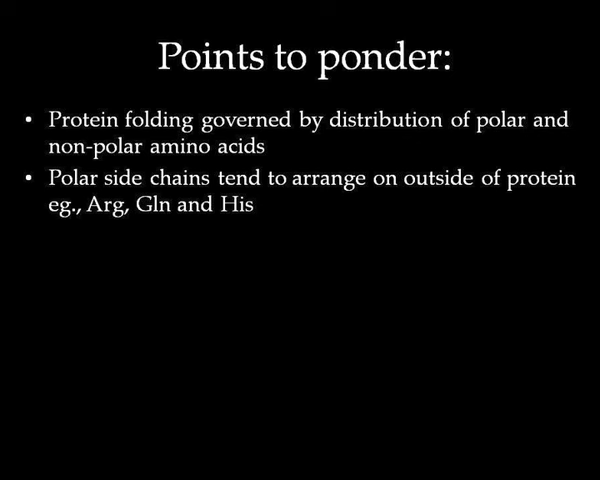 Points to ponder:
• Protein folding governed by distribution of polar and
non-polar amino acids
• Polar side chains tend to arrange on outside of protein
eg., Arg, Gln and His